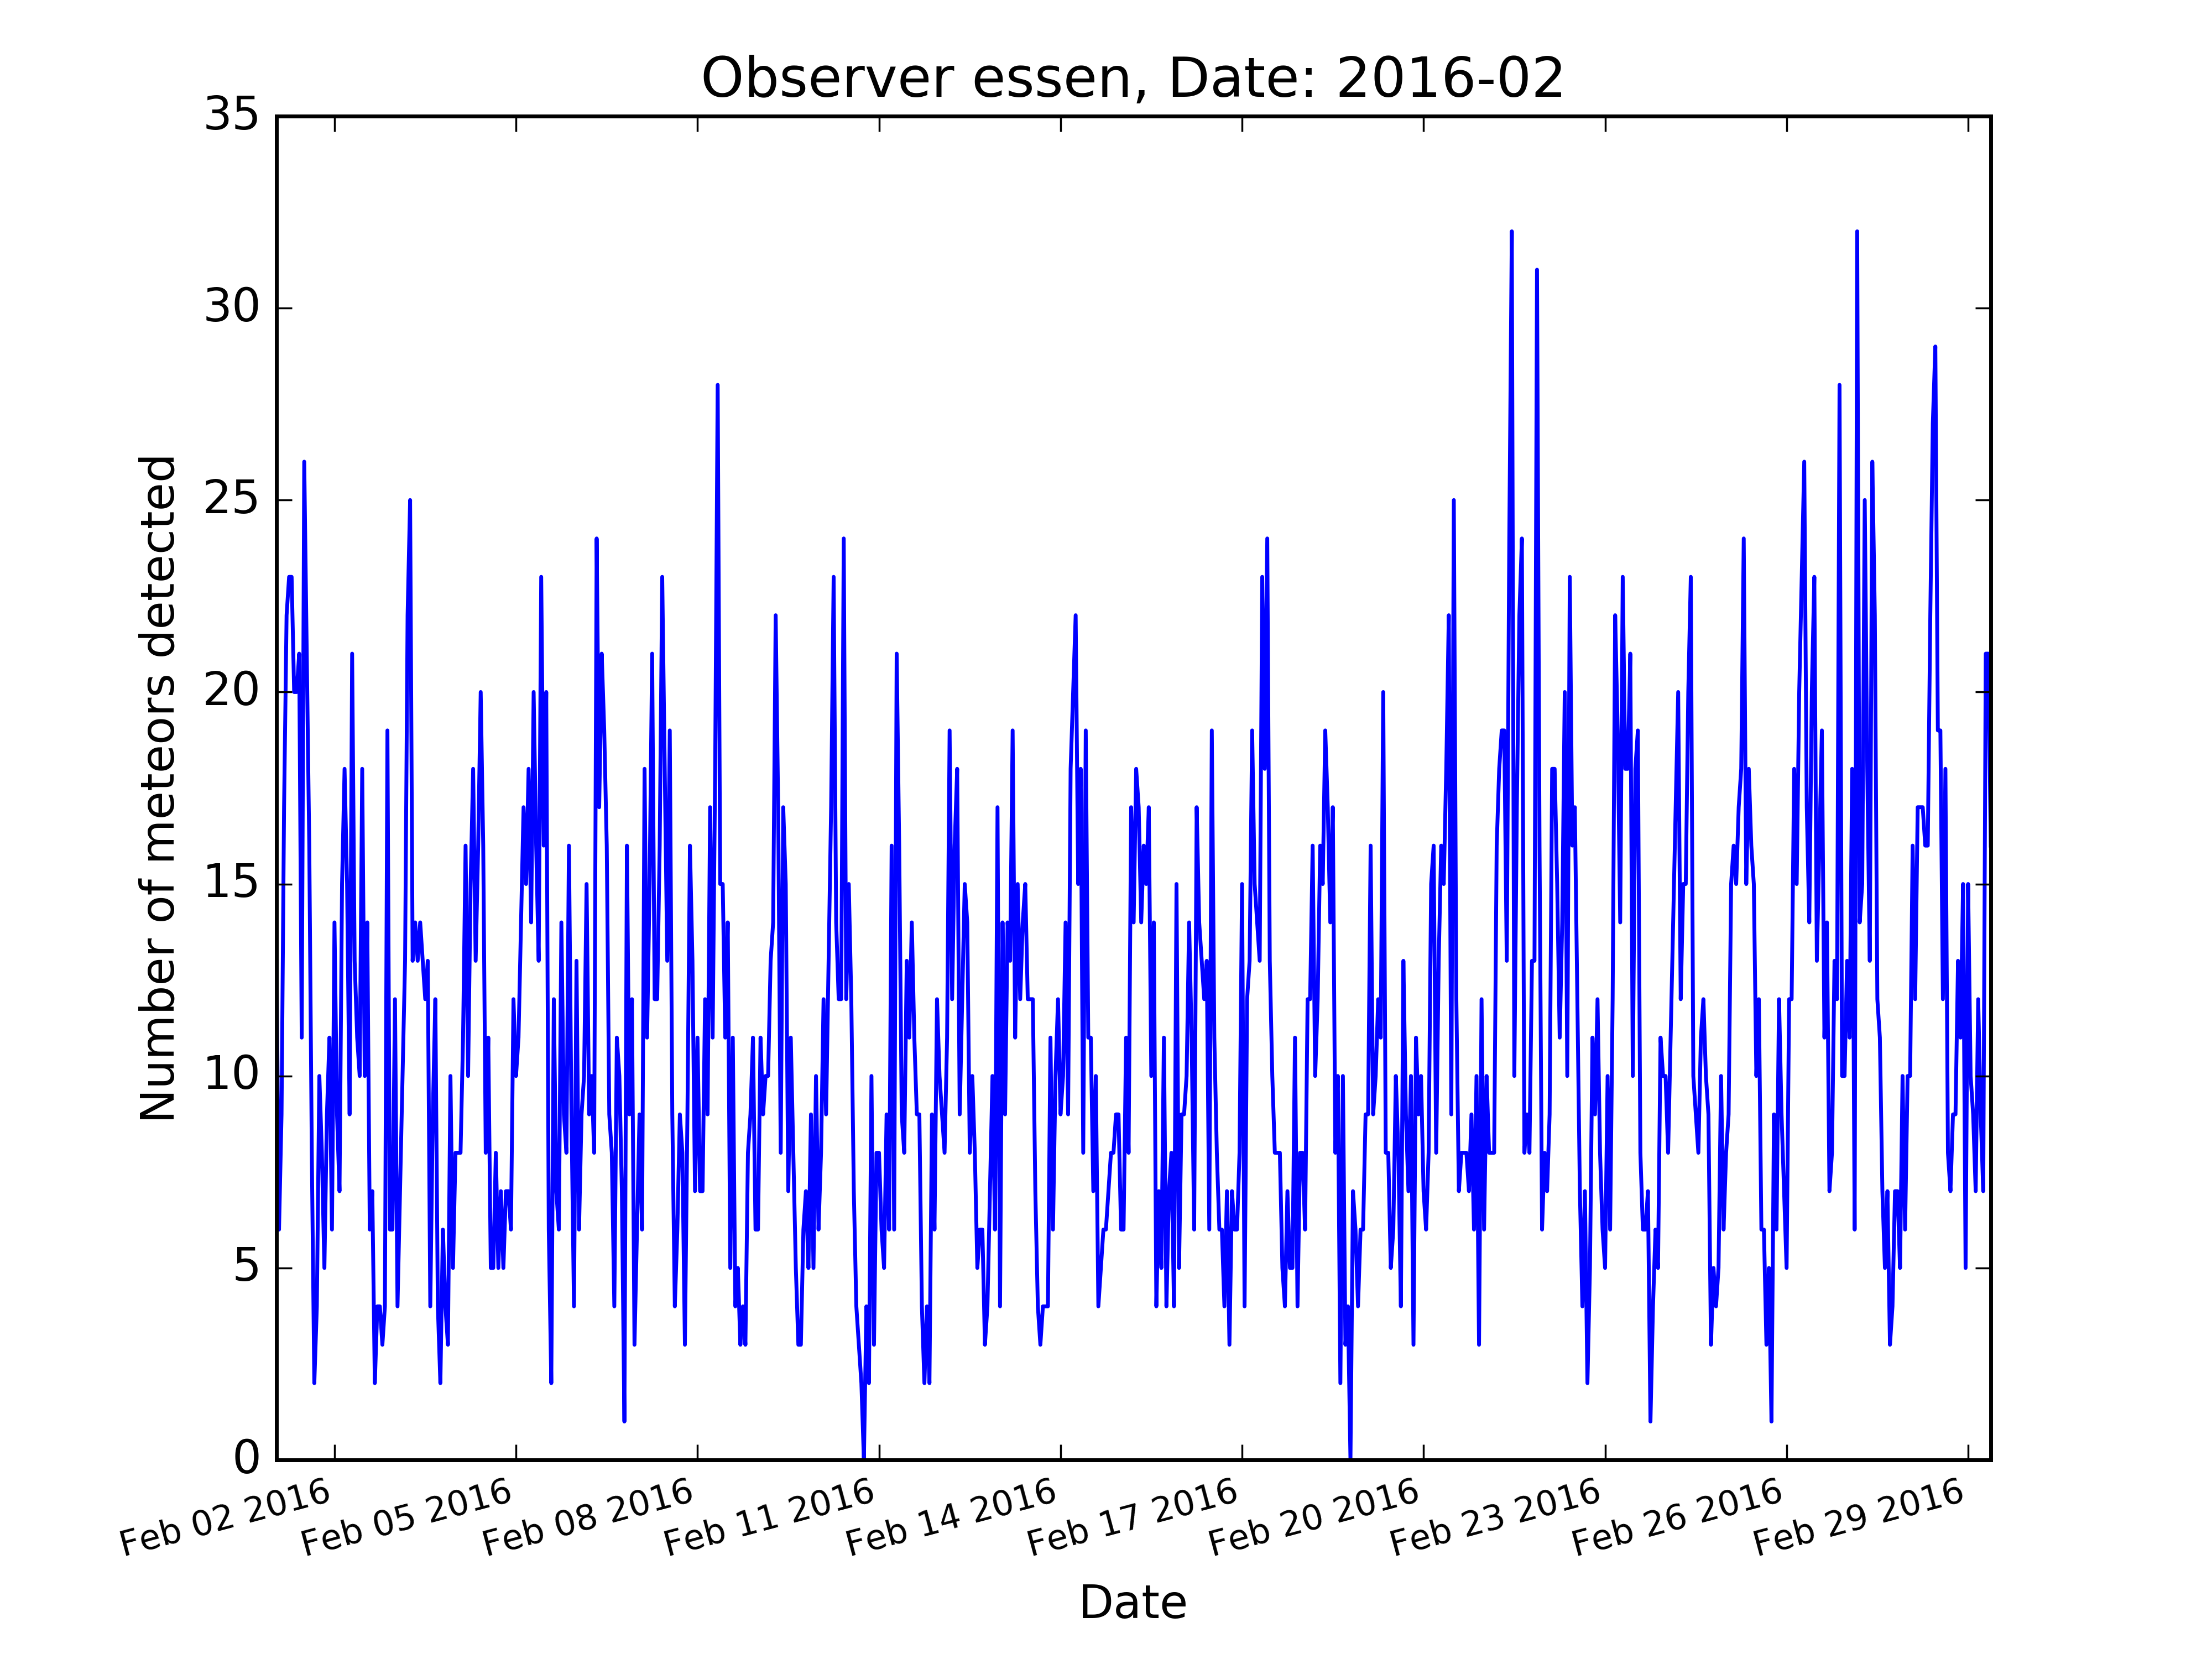 Observer essen, Date: 2016-02
35
30
25
20
15
10
5
0
Number of meteors detected
Feb 02 2016
Feb 05 2016
Feb 08 2016
Feb 11 2016
Feb 14 2016
Feb 17 2016
Feb 20 2016
Feb 23 2016
Feb 26 2016
Feb 29 2016
Date